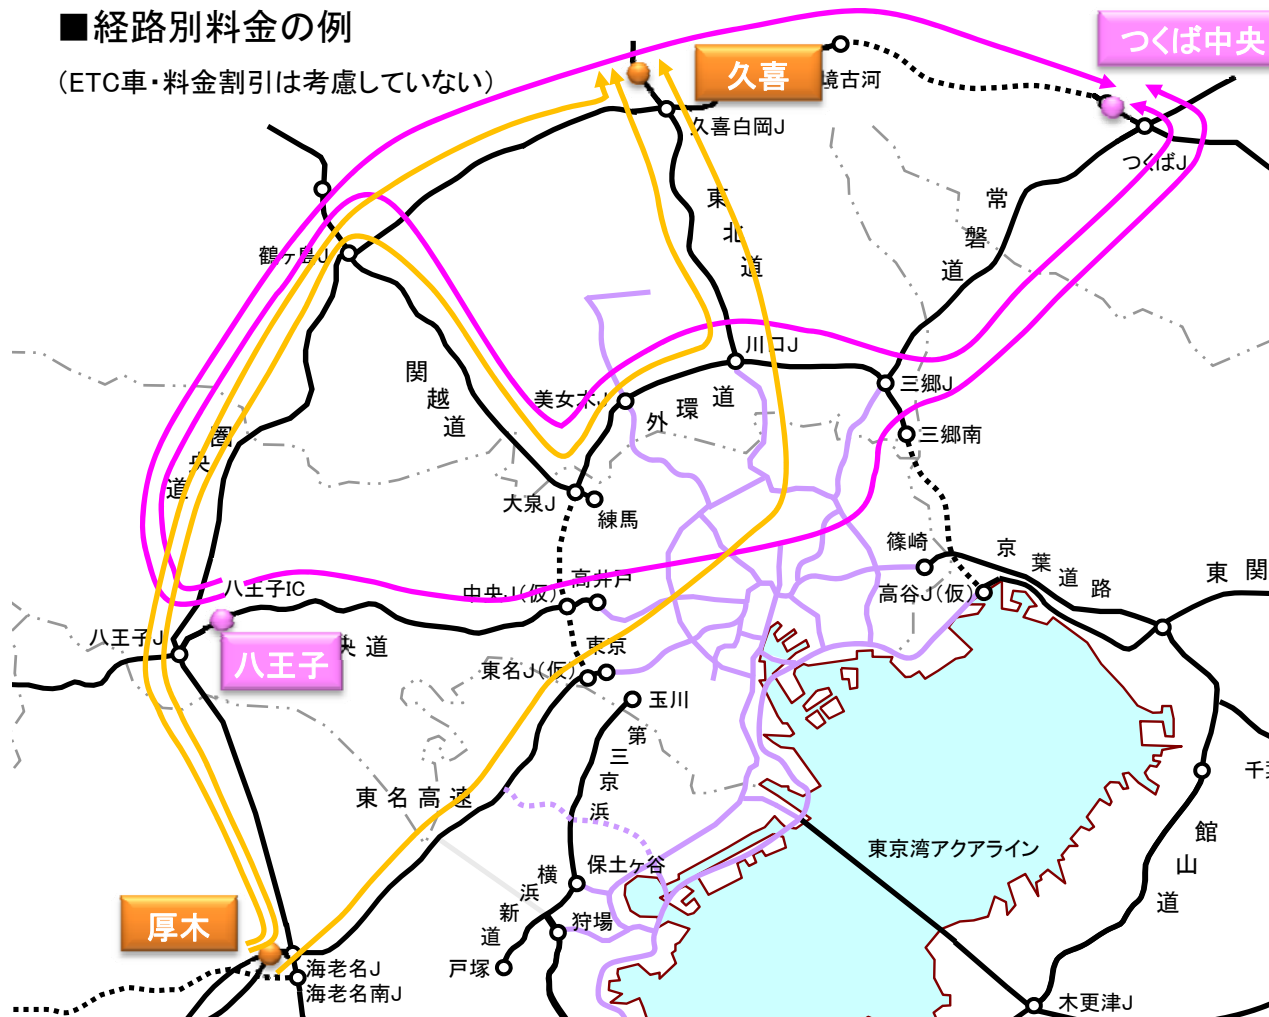 ■経路別料金の例
（ETC車・料金割引は考慮していない）
つくば中央
久喜
境古河
久喜白岡J
つくばJ
東北道
常磐道
鶴ヶ島J
川口J
関越道
三郷J
美女木J
外環道
三郷南
圏央道
大泉J
練馬
篠崎
京葉道路
東関
八王子IC
中央J（仮）
高井戸
高谷J（仮）
八王子J
央道
八王子
東京
東名J（仮）
玉川
第三京浜
東名高速
千葉
東京湾アクアライン
館山道
保土ヶ谷
横浜新道
狩場
厚木
戸塚
海老名J
海老名南J
木更津J